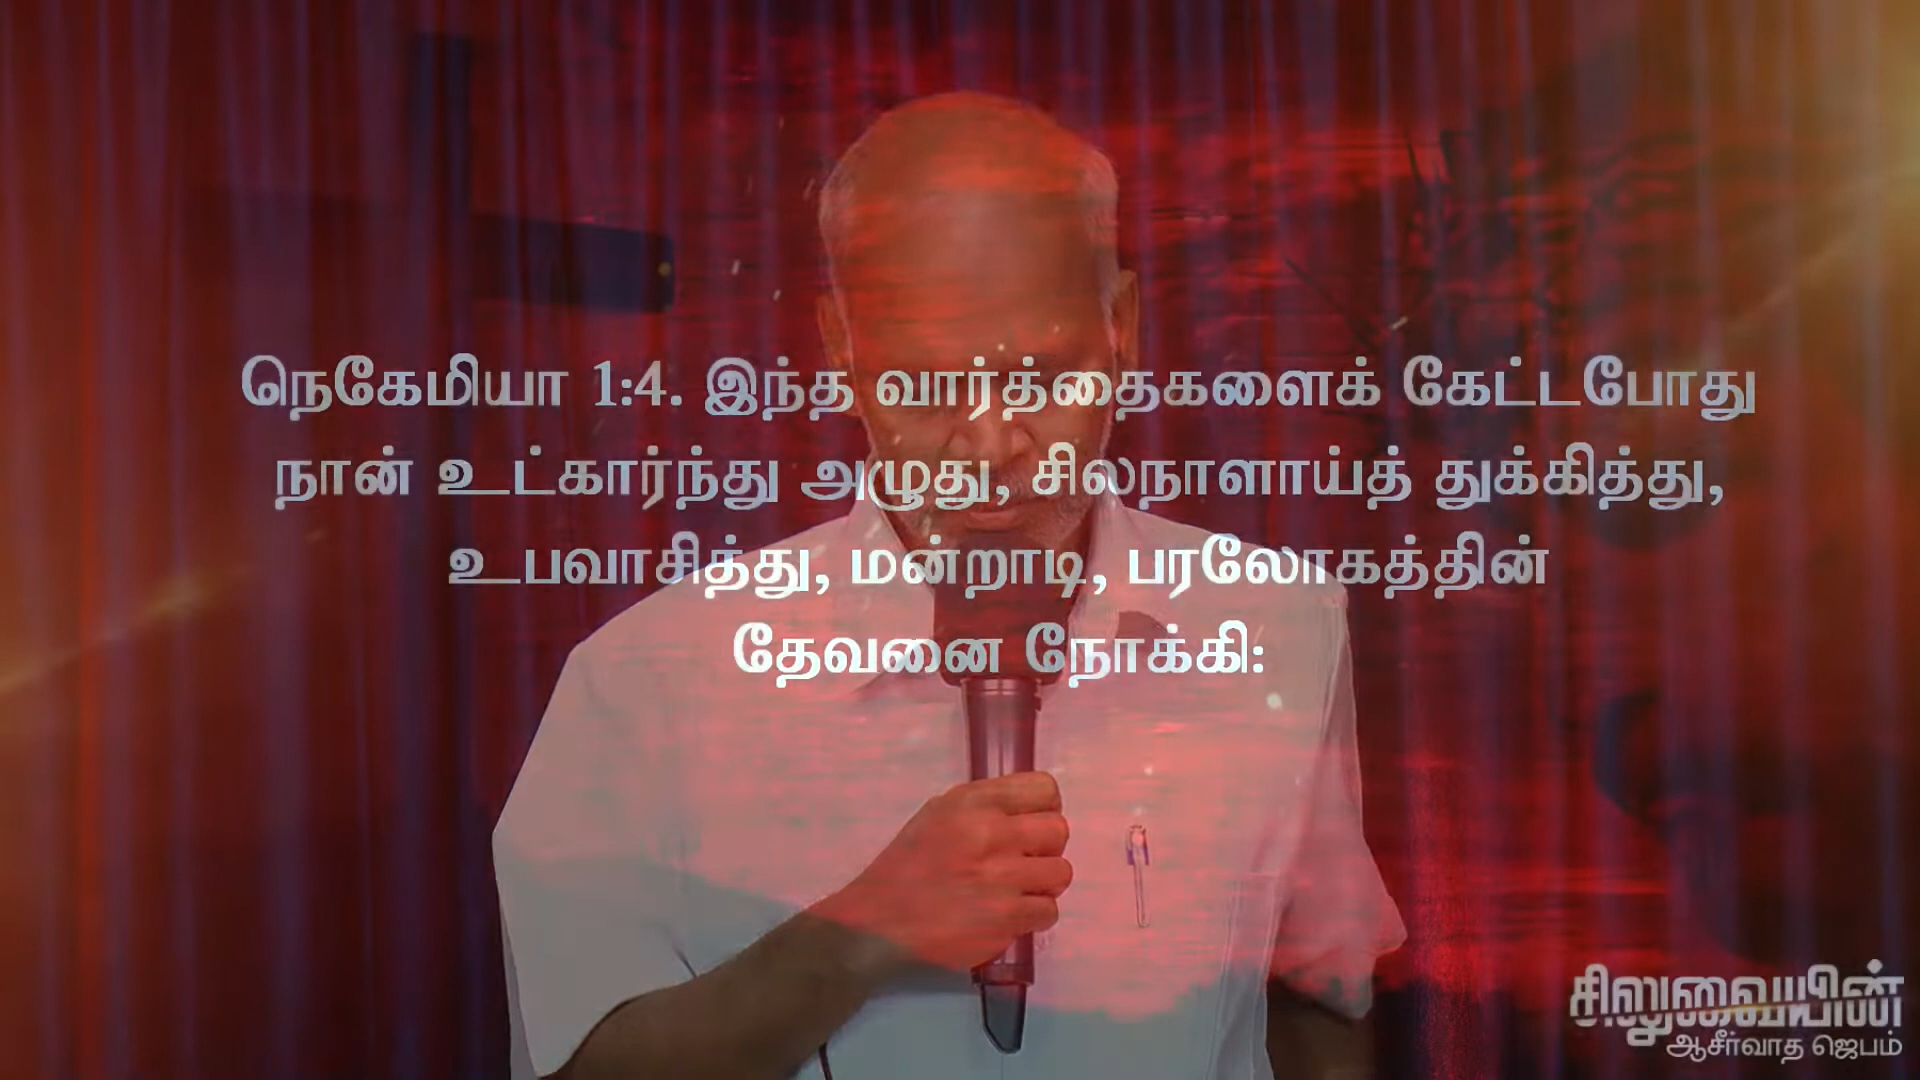 நெகேமியா 1:4. இந்த வார்த்தைகளைக் கேட்டபோது
நான் உட்கார்ந்து அழுது, சிலநாளாய்த் துக்கித்து,
உபவாசித்து, மன்றாடி, பரலோகத்தின்
தேவனை நோக்கி:
சிலுவையின்
ஆசீர்வாத ஜெபம்